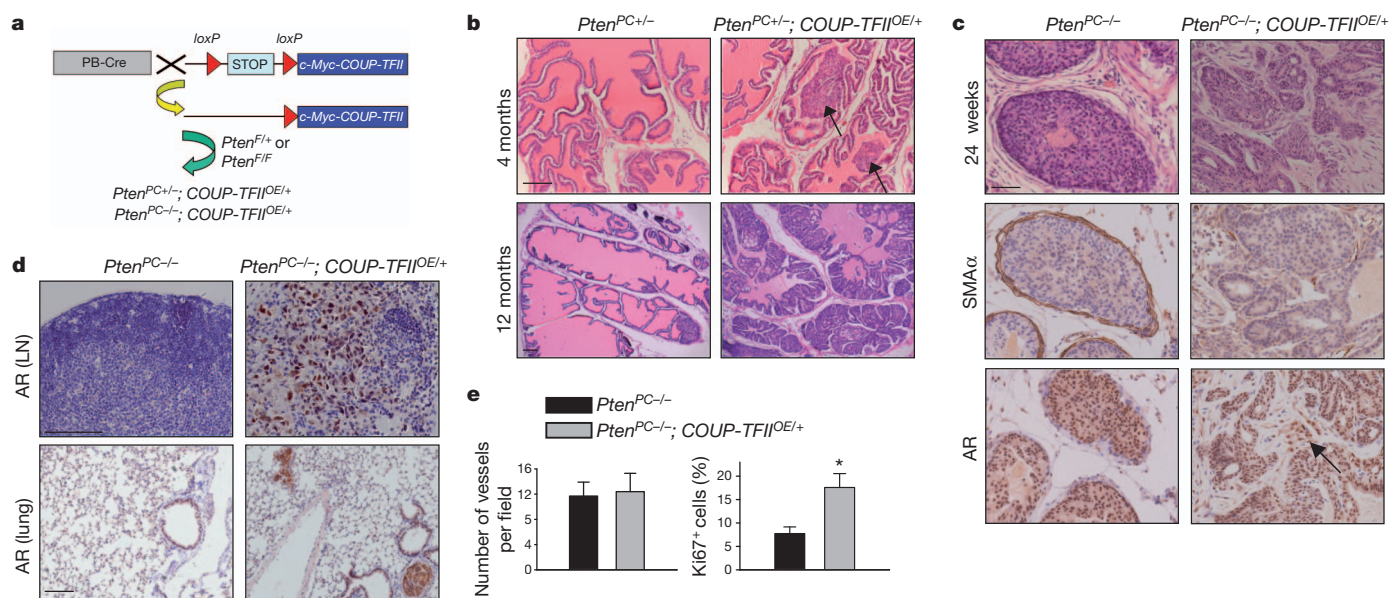 a
PB-Cre
loxP
loxP
STOP
c-Myc-COUP-TFII
c-Myc-COUP-TFII
Pten^F/+ or
Pten^F/F
Pten^PC+/–; COUP-TFII^OE/+
Pten^PC–/–; COUP-TFII^OE/+
b
Pten^PC+/–
Pten^PC+/–; COUP-TFII^OE/+
4 months
12 months
c
Pten^PC–/–
Pten^PC–/–; COUP-TFII^OE/+
24 weeks
SMAα
AR
d
Pten^PC–/–
Pten^PC–/–; COUP-TFII^OE/+
AR (LN)
AR (lung)
e
Pten^PC–/–
Pten^PC–/–; COUP-TFII^OE/+
Number of vessels
per field
16
12
5
0
Ki67+ cells (%)
20
15
10
5
0
*